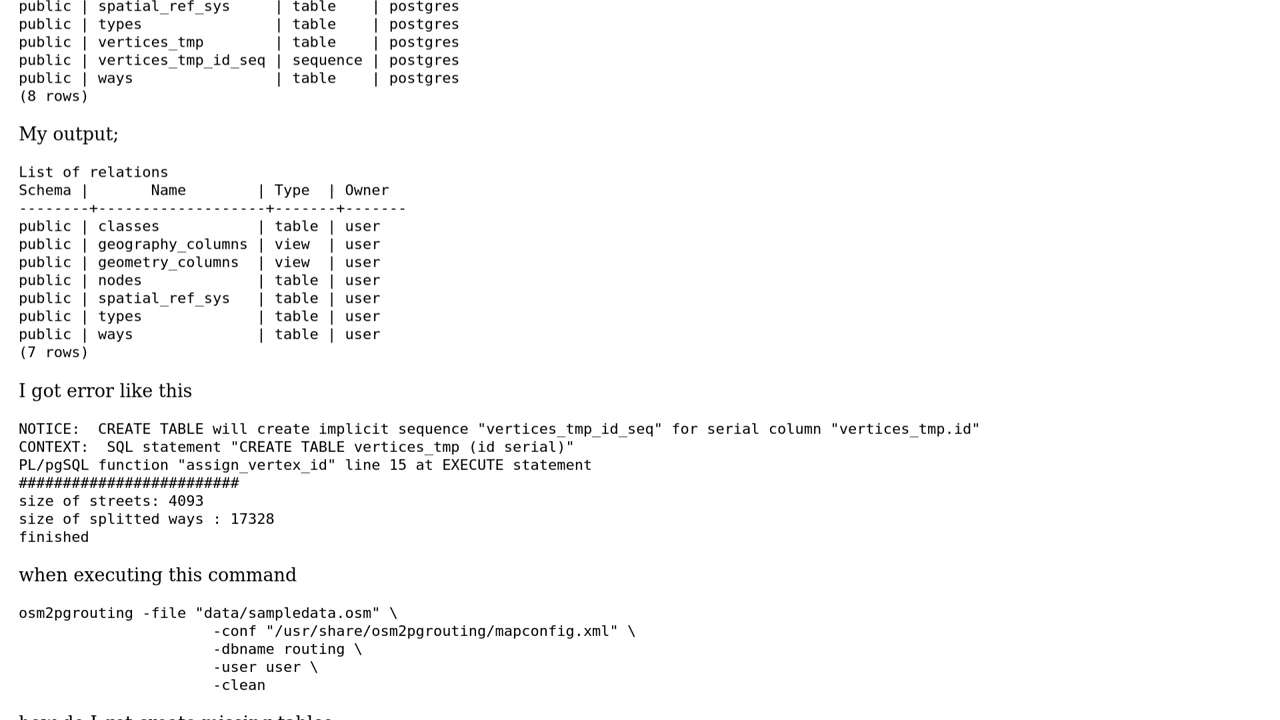 public | spatial_ref_sys     | table    | postgres
public | types               | table    | postgres
public | vertices_tmp        | table    | postgres
public | vertices_tmp_id_seq | sequence | postgres
public | ways                | table    | postgres
(8 rows)
My output;
List of relations
Schema |       Name        | Type  | Owner
--------+-------------------+-------+-------
public | classes           | table | user
public | geography_columns | view  | user
public | geometry_columns  | view  | user
public | nodes             | table | user
public | spatial_ref_sys   | table | user
public | types             | table | user
public | ways              | table | user
(7 rows)
I got error like this
NOTICE:  CREATE TABLE will create implicit sequence "vertices_tmp_id_seq" for serial column "vertices_tmp.id"
CONTEXT:  SQL statement "CREATE TABLE vertices_tmp (id serial)"
PL/pgSQL function "assign_vertex_id" line 15 at EXECUTE statement
#########################
size of streets: 4093
size of splitted ways : 17328
finished
when executing this command
osm2pgrouting -file "data/sampledata.osm" \
                      -conf "/usr/share/osm2pgrouting/mapconfig.xml" \
                      -dbname routing \
                      -user user \
                      -clean
how do I get create missing tables